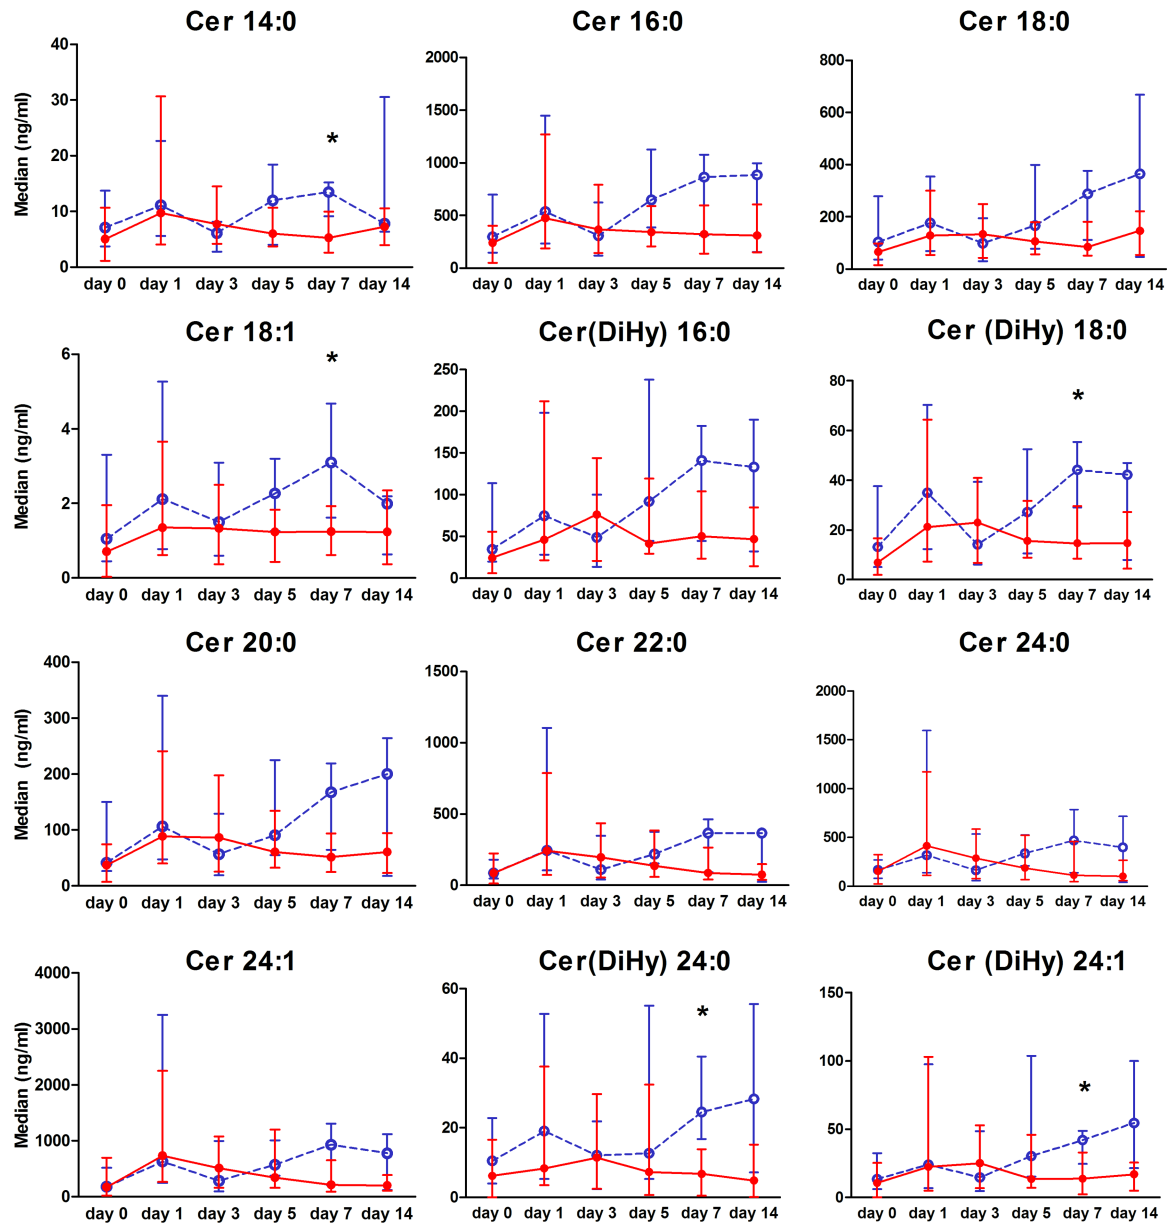 Cer 14:0
Median (ng/ml)
40
30
20
10
0
*
day 0 day 1 day 3 day 5 day 7 day 14
Cer 16:0
2000
1500
1000
500
0
day 0 day 1 day 3 day 5 day 7 day 14
Cer 18:0
800
600
400
200
0
day 0 day 1 day 3 day 5 day 7 day 14
Cer 18:1
Median (ng/ml)
6
4
2
0
*
day 0 day 1 day 3 day 5 day 7 day 14
Cer(DiHy) 16:0
250
200
150
100
50
0
day 0 day 1 day 3 day 5 day 7 day 14
Cer (DiHy) 18:0
80
60
40
20
0
*
day 0 day 1 day 3 day 5 day 7 day 14
Cer 20:0
Median (ng/ml)
400
300
200
100
0
day 0 day 1 day 3 day 5 day 7 day 14
Cer 22:0
1500
1000
500
0
day 0 day 1 day 3 day 5 day 7 day 14
Cer 24:0
2000
1500
1000
500
0
day 0 day 1 day 3 day 5 day 7 day 14
Cer 24:1
Median (ng/ml)
4000
3000
2000
1000
0
day 0 day 1 day 3 day 5 day 7 day 14
Cer(DiHy) 24:0
60
40
20
0
*
day 0 day 1 day 3 day 5 day 7 day 14
Cer (DiHy) 24:1
150
100
50
0
*
day 0 day 1 day 3 day 5 day 7 day 14